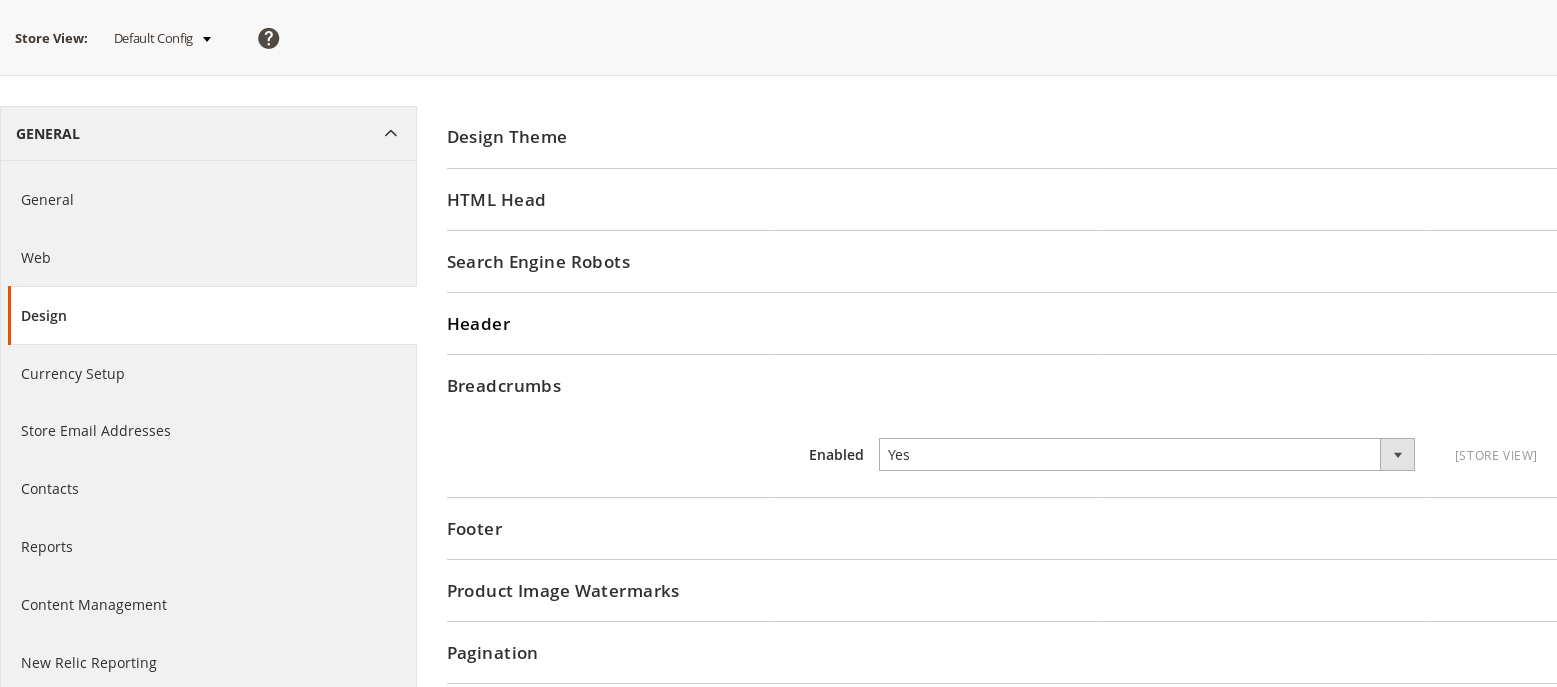 Store View: Default Config ?
GENERAL
General
Web
Design
Currency Setup
Store Email Addresses
Contacts
Reports
Content Management
New Relic Reporting
Design Theme
HTML Head
Search Engine Robots
Header
Breadcrumbs
Enabled Yes [STORE VIEW]
Footer
Product Image Watermarks
Pagination